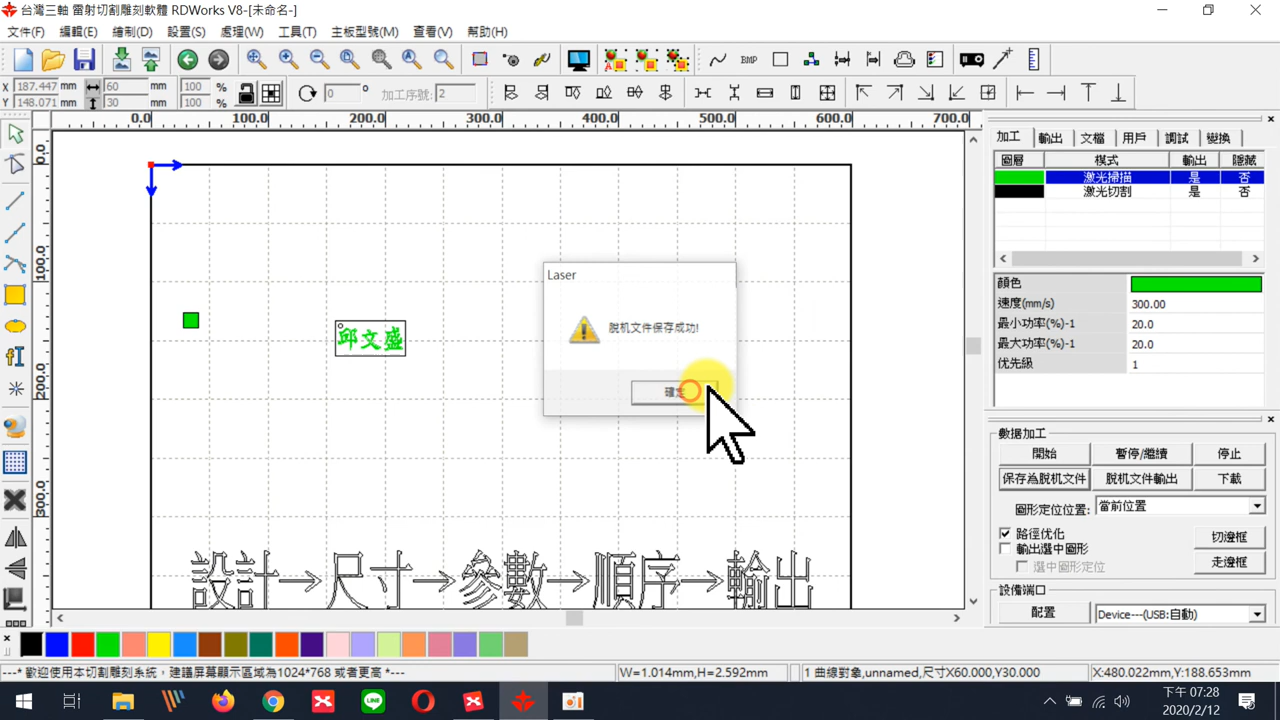 台灣三軸 雷射切割雕刻軟體 RDWorks V8-[未命名-]
文件(F) 編輯(E) 繪制(D) 設置(S) 處理(W) 工具(T) 主板型號(M) 查看(V) 幫助(H)
BMP
X 187.447 mm 60 mm 100 % 0 ° 加工序號: 2
Y 148.071 mm 30 mm 100 %
0.0 100.0 200.0 300.0 400.0 500.0 600.0 700.0
0.0
100.0
200.0
300.0
邱文盛
設計→尺寸→參數→順序→輸出
Laser
脫机文件保存成功!
確定
加工 輸出 文檔 用戶 調試 變換
圖層 模式 輸出 隱藏
激光掃描 是 否
激光切割 是 否
顏色
速度(mm/s) 300.00
最小功率(%)-1 20.0
最大功率(%)-1 20.0
优先級 1
數據加工
開始 暫停/繼續 停止
保存為脫机文件 脫机文件輸出 下載
圖形定位位置: 當前位置
路徑优化 切邊框
輸出選中圖形
選中圖形定位 走邊框
設備端口
配置 Device---(USB:自動)
---* 歡迎使用本切割雕刻系統，建議屏幕顯示區域為1024*768 或者更高 *---
W=1.014mm,H=2.592mm
1 曲線對象,unnamed,尺寸X60.000,Y30.000
X:480.022mm,Y:188.653mm
LINE
下午 07:28
2020/2/12